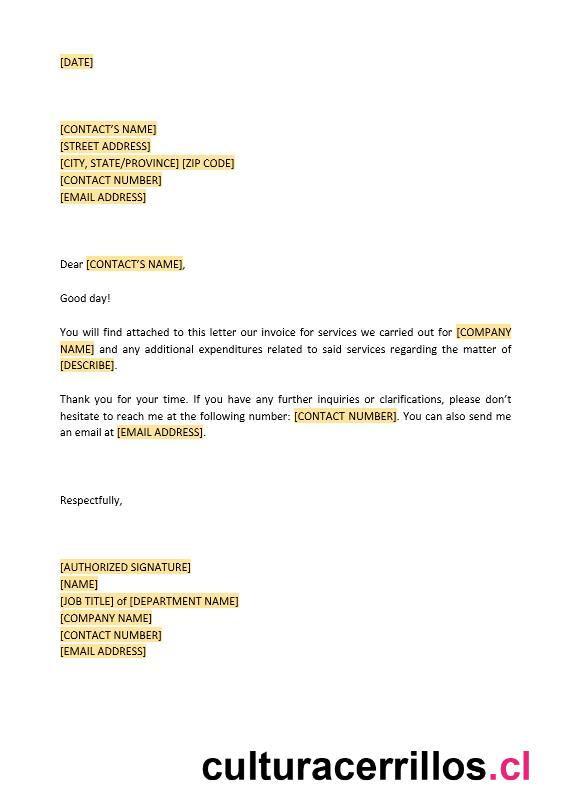 [DATE]
[CONTACT’S NAME]
[STREET ADDRESS]
[CITY, STATE/PROVINCE] [ZIP CODE]
[CONTACT NUMBER]
[EMAIL ADDRESS]
Dear [CONTACT’S NAME],
Good day!
You will find attached to this letter our invoice for services we carried out for [COMPANY
NAME] and any additional expenditures related to said services regarding the matter of
[DESCRIBE].
Thank you for your time. If you have any further inquiries or clarifications, please don’t
hesitate to reach me at the following number: [CONTACT NUMBER]. You can also send me
an email at [EMAIL ADDRESS].
Respectfully,
[AUTHORIZED SIGNATURE]
[NAME]
[JOB TITLE] of [DEPARTMENT NAME]
[COMPANY NAME]
[CONTACT NUMBER]
[EMAIL ADDRESS]
culturacerrillos.cl